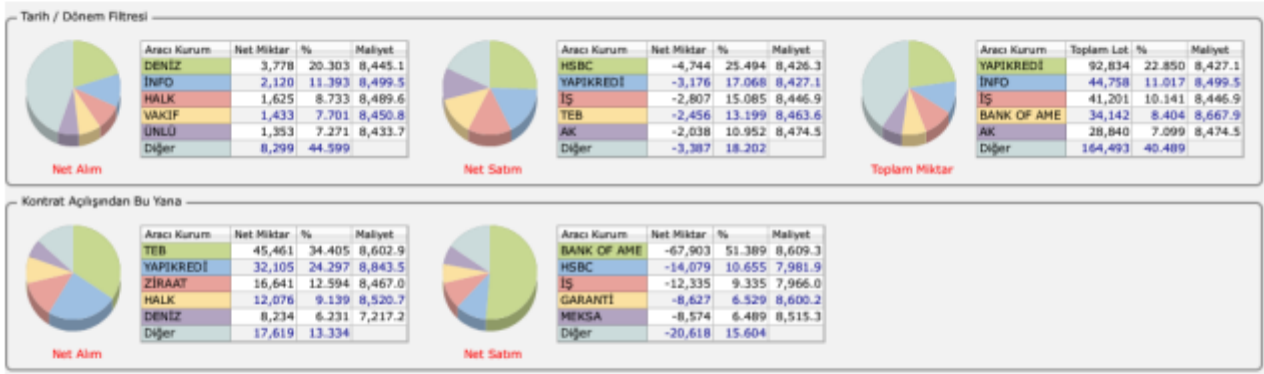 Tarih / Dönem Filtresi
Aracı Kurum Net Miktar % Maliyet
DENİZ 3,778 20.303 8,445.1
İNFO 2,120 11.393 8,499.5
HALK 1,625 8.733 8,489.6
VAKIF 1,433 7.701 8,450.8
ÜNLÜ 1,353 7.271 8,433.7
Diğer 8,299 44.599
Net Alım
Aracı Kurum Net Miktar % Maliyet
HSBC -4,744 25.494 8,426.3
YAPIKREDİ -3,176 17.068 8,427.1
İŞ -2,807 15.085 8,446.9
TEB -2,456 13.199 8,463.6
AK -2,038 10.952 8,474.5
Diğer -3,387 18.202
Net Satım
Aracı Kurum Toplam Lot % Maliyet
YAPIKREDİ 92,834 22.850 8,427.1
İNFO 44,758 11.017 8,499.5
İŞ 41,201 10.141 8,446.9
BANK OF AME 34,142 8.404 8,667.9
AK 28,840 7.099 8,474.5
Diğer 164,493 40.489
Toplam Miktar
Kontrat Açılışından Bu Yana
Aracı Kurum Net Miktar % Maliyet
TEB 45,461 34.405 8,602.9
YAPIKREDİ 32,105 24.297 8,843.5
ZİRAAT 16,641 12.594 8,467.0
HALK 12,076 9.139 8,520.7
DENİZ 8,234 6.231 7,217.2
Diğer 17,619 13.334
Net Alım
Aracı Kurum Net Miktar % Maliyet
BANK OF AME -67,903 51.389 8,609.3
HSBC -14,079 10.655 7,981.9
İŞ -12,335 9.335 7,966.0
GARANTİ -8,627 6.529 8,600.2
MEKSA -8,574 6.489 8,515.3
Diğer -20,618 15.604
Net Satım